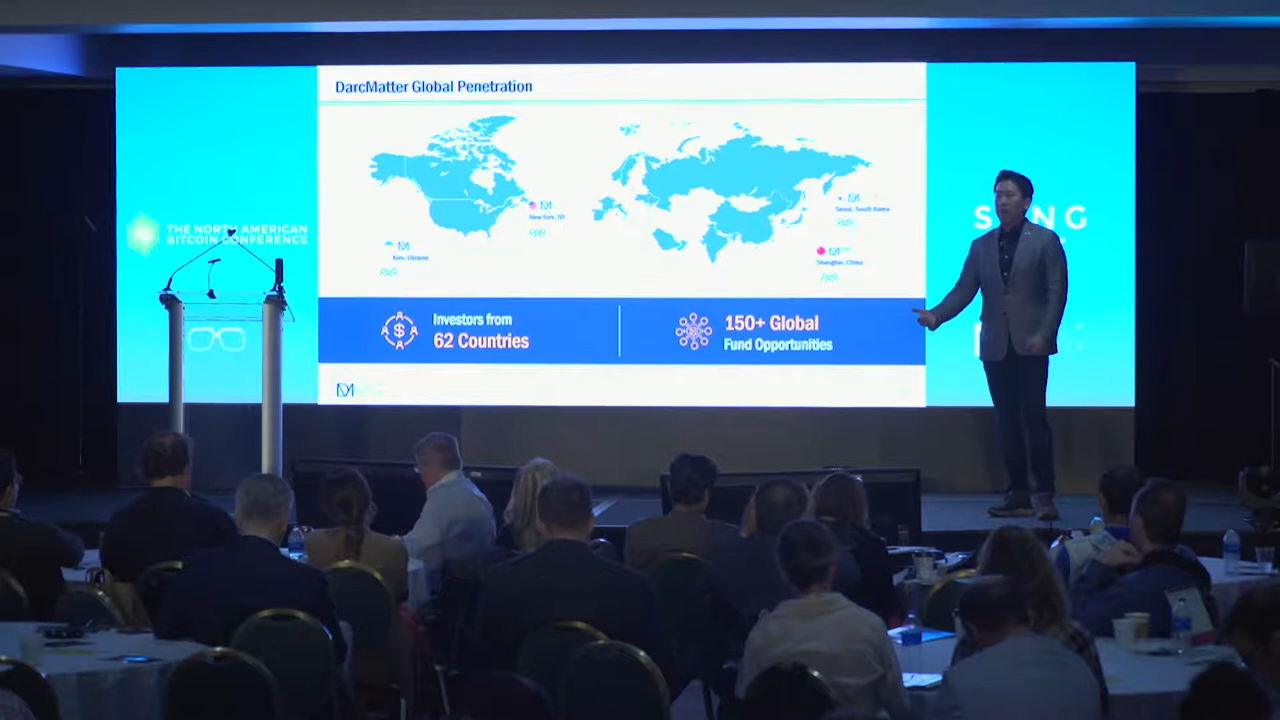 DarcMatter Global Penetration
THE NORTH AMERICAN
BITCOIN CONFERENCE
New York, NY
Kiev, Ukraine
Seoul, South Korea
Shanghai, China
Investors from
62 Countries
150+ Global
Fund Opportunities
DM